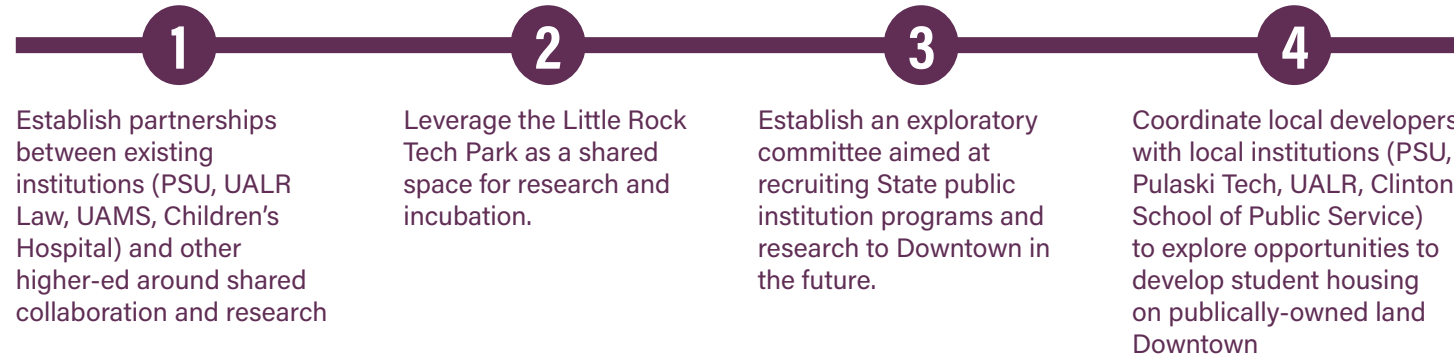 1
Establish partnerships
between existing
institutions (PSU, UALR
Law, UAMS, Children’s
Hospital) and other
higher-ed around shared
collaboration and research
2
Leverage the Little Rock
Tech Park as a shared
space for research and
incubation.
3
Establish an exploratory
committee aimed at
recruiting State public
institution programs and
research to Downtown in
the future.
4
Coordinate local developers
with local institutions (PSU,
Pulaski Tech, UALR, Clinton
School of Public Service)
to explore opportunities to
develop student housing
on publically-owned land
Downtown